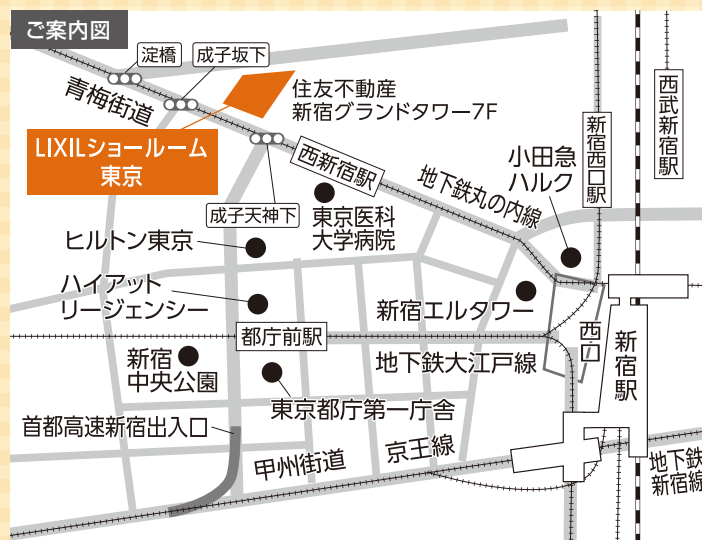 ご案内図
淀橋
成子坂下
青梅街道
住友不動産
新宿グランドタワー7F
LIXILショールーム
東京
西新宿駅
地下鉄丸の内線
小田急
ハルク
新宿西口駅
西武新宿駅
成子天神下
東京医科
大学病院
ヒルトン東京
ハイアット
リージェンシー
新宿エルタワー
都庁前駅
地下鉄大江戸線
西口
新宿駅
新宿
中央公園
東京都庁第一庁舎
首都高速新宿出入口
甲州街道
京王線
地下鉄
新宿線